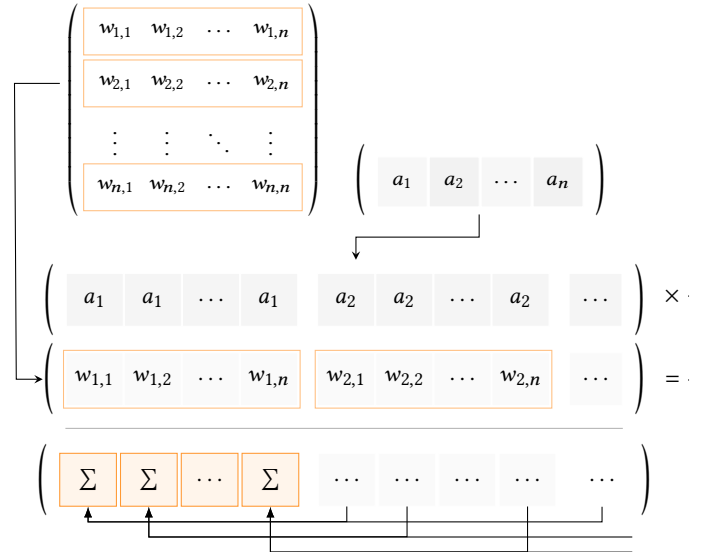 w1,1 w1,2 ⋯ w1,n
w2,1 w2,2 ⋯ w2,n
⋮ ⋮ ⋱ ⋮
wn,1 wn,2 ⋯ wn,n
( a1 a2 ⋯ an )
( a1 a1 ⋯ a1 a2 a2 ⋯ a2 ⋯ ) ×
( w1,1 w1,2 ⋯ w1,n w2,1 w2,2 ⋯ w2,n ⋯ ) =
( Σ Σ ⋯ Σ ⋯ ⋯ ⋯ ⋯ ⋯ )